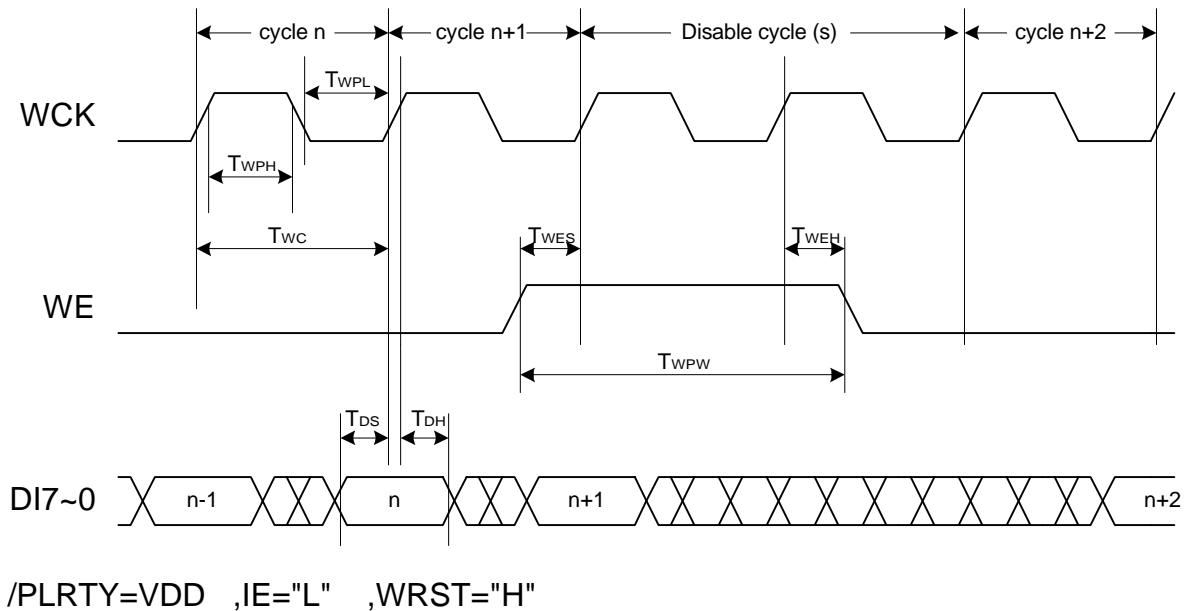 cycle n cycle n+1 Disable cycle (s) cycle n+2
TWPL
WCK
TWPH
TWC TWES TWEH
WE
TWPW
TDS TDH
DI7~0 n-1 n n+1 n+2
/PLRTY=VDD ,IE="L" ,WRST="H"